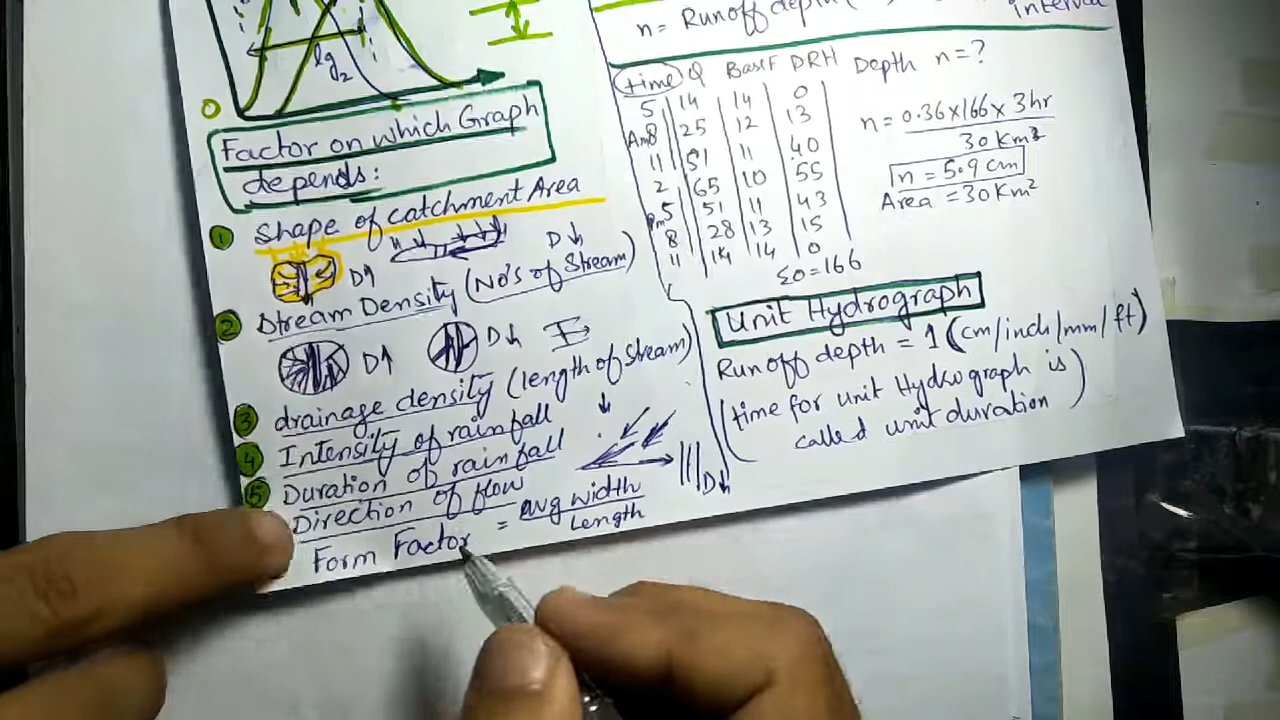 lg2
0
Factor on which Graph
depends:
1 Shape of catchment Area
D↑ D↓
2 Stream Density (No's of Stream)
D↑ D↓
3 drainage density (length of stream)
4 Intensity of rainfall
5 Duration of rainfall
Direction of flow
D↓
Form Factor = avg width / Length
n = Runoff depth
interval
time Q BaseF DRH Depth n = ?
5 14 14 0
Am 8 25 12 13
11 51 11 40
2 65 10 55
Pm 5 51 11 43
8 28 13 15
11 14 14 0
Σ0 = 166
n = 0.36 x 166 x 3hr
30 Km²
n = 5.9 cm
Area = 30 Km²
Unit Hydrograph
Runoff depth = 1 (cm/inch/mm/ft)
(time for unit Hydrograph is
called unit duration)